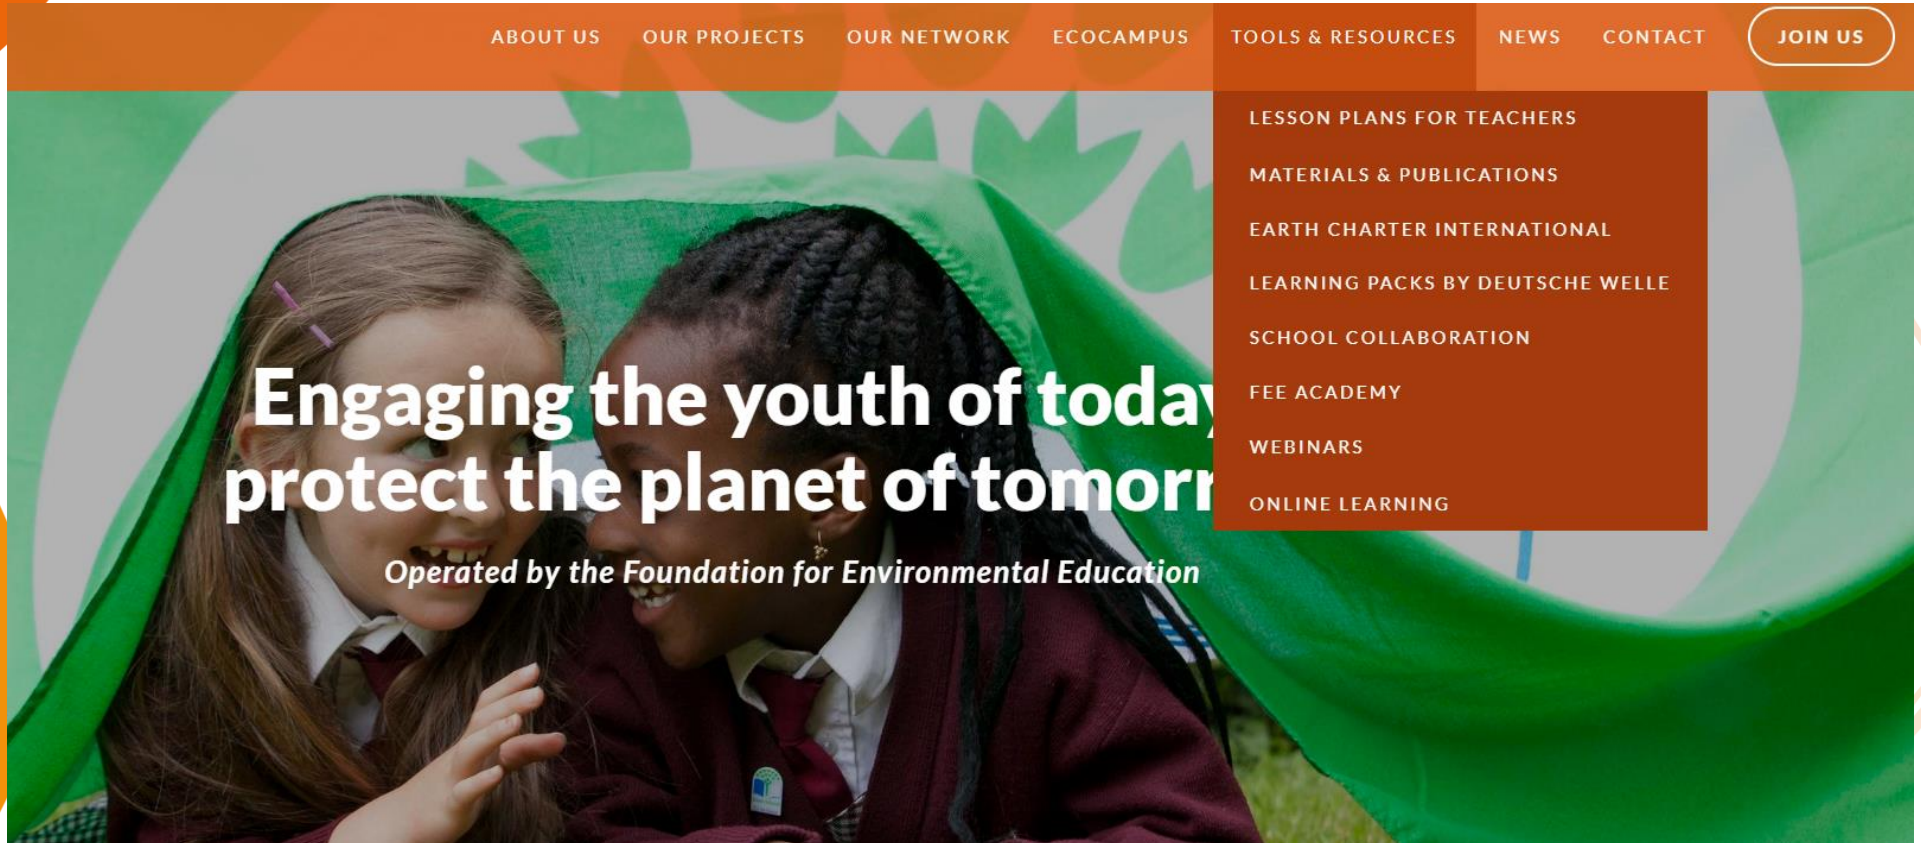 ABOUT US OUR PROJECTS OUR NETWORK ECOCAMPUS TOOLS & RESOURCES NEWS CONTACT JOIN US
LESSON PLANS FOR TEACHERS
MATERIALS & PUBLICATIONS
EARTH CHARTER INTERNATIONAL
LEARNING PACKS BY DEUTSCHE WELLE
SCHOOL COLLABORATION
FEE ACADEMY
WEBINARS
ONLINE LEARNING
Engaging the youth of today
protect the planet of tomorr
Operated by the Foundation for Environmental Education